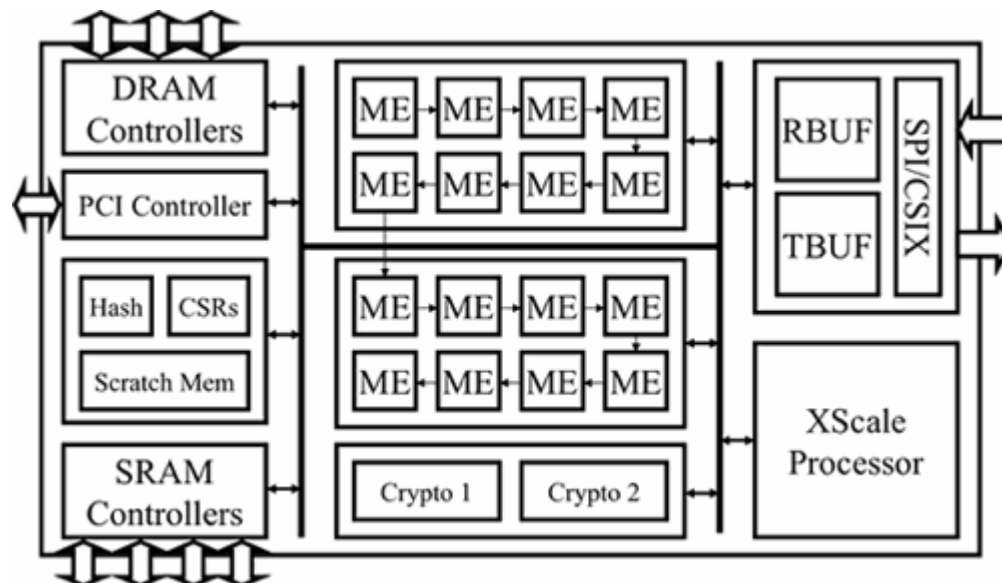 DRAM
Controllers
PCI Controller
Hash
CSRs
Scratch Mem
SRAM
Controllers
ME ME ME ME
ME ME ME ME
ME ME ME ME
ME ME ME ME
Crypto 1
Crypto 2
RBUF
TBUF
SPI/CSIX
XScale
Processor